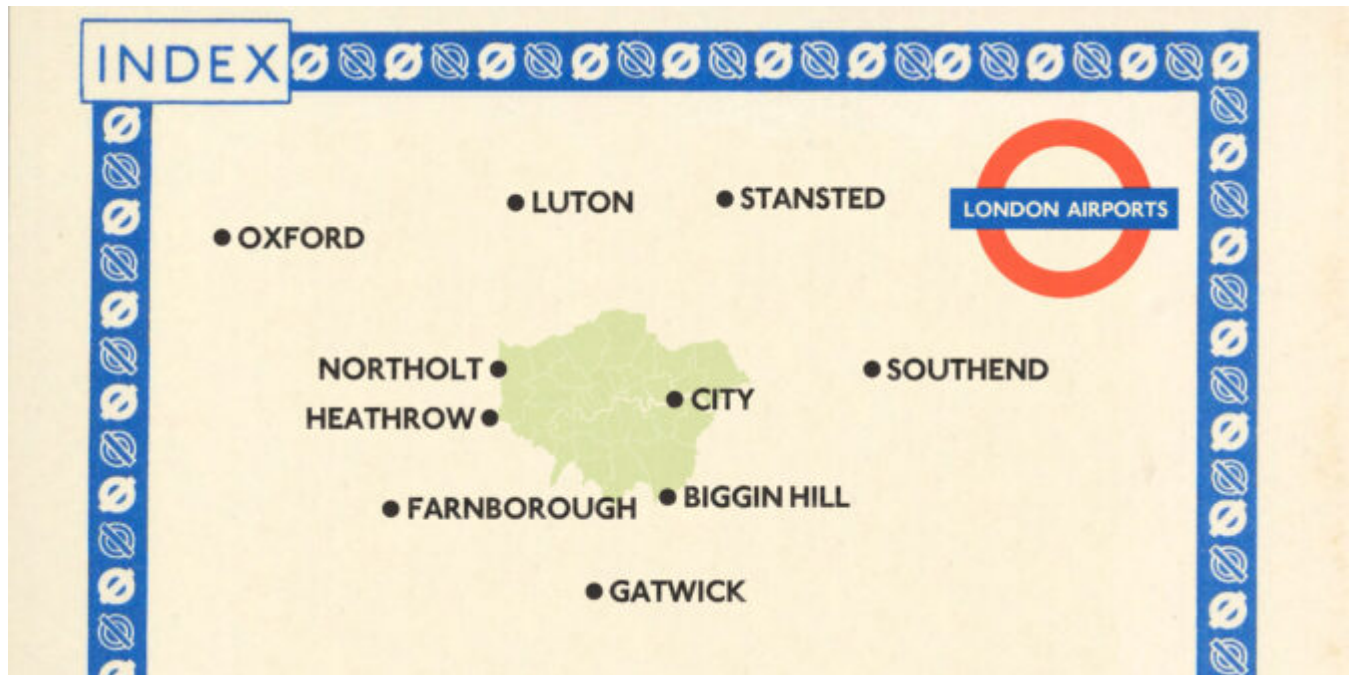 INDEX
LUTON
STANSTED
LONDON AIRPORTS
OXFORD
NORTHOLT
SOUTHEND
CITY
HEATHROW
BIGGIN HILL
FARNBOROUGH
GATWICK